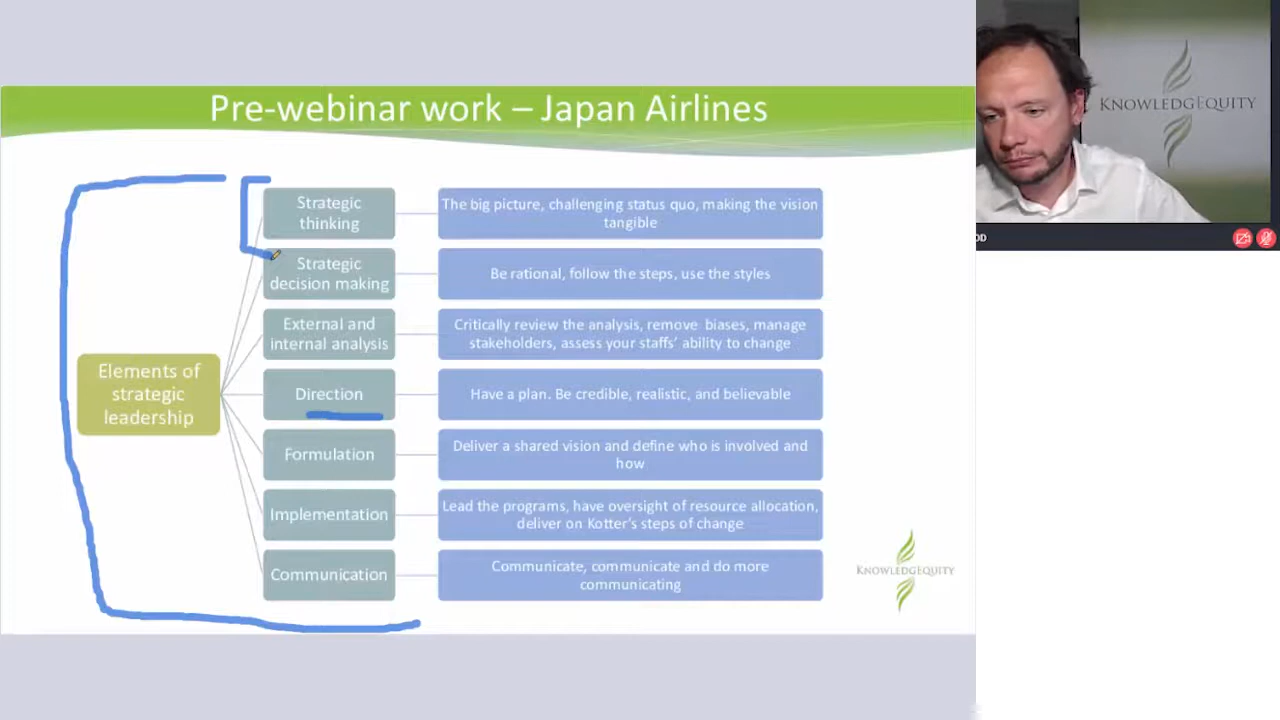 Pre-webinar work – Japan Airlines
KNOWLEDGEQUITY
OD
Elements of
strategic
leadership
Strategic
thinking
The big picture, challenging status quo, making the vision
tangible
Strategic
decision making
Be rational, follow the steps, use the styles
External and
internal analysis
Critically review the analysis, remove biases, manage
stakeholders, assess your staffs’ ability to change
Direction
Have a plan. Be credible, realistic, and believable
Formulation
Deliver a shared vision and define who is involved and
how
Implementation
Lead the programs, have oversight of resource allocation,
deliver on Kotter’s steps of change
Communication
Communicate, communicate and do more
communicating
KNOWLEDGEQUITY